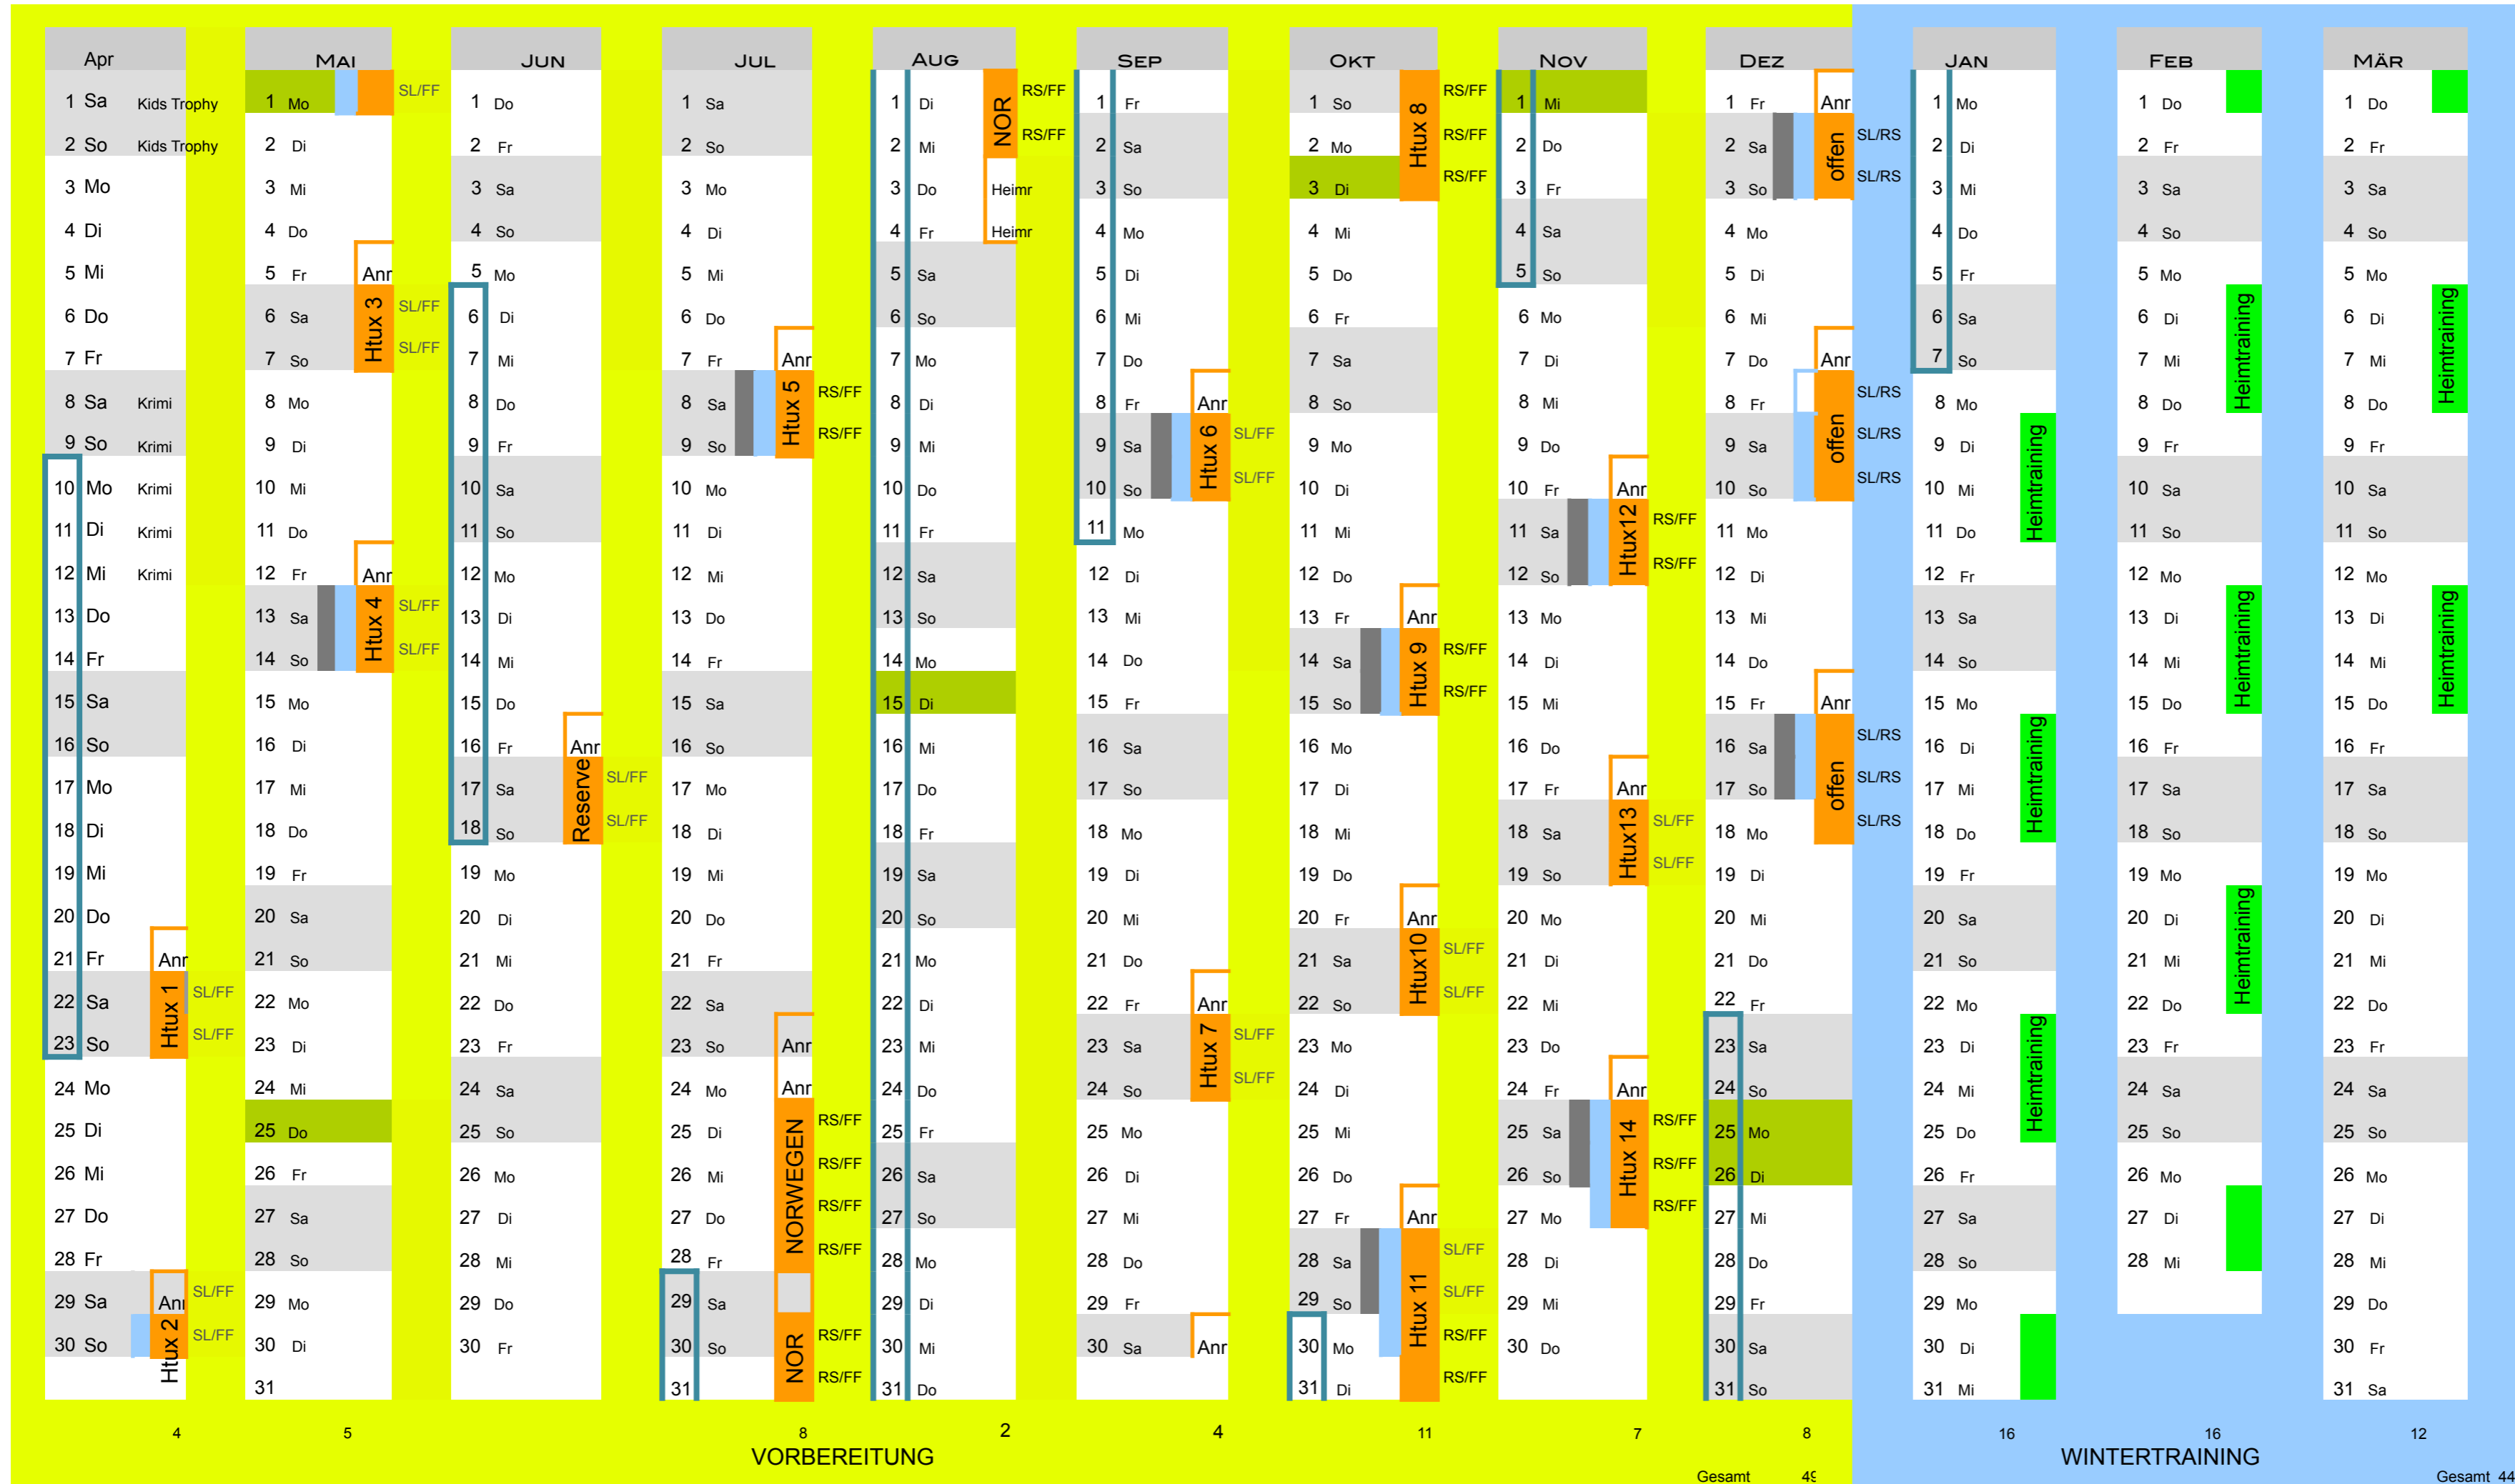 Apr
1 Sa Kids Trophy
2 So Kids Trophy
3 Mo
4 Di
5 Mi
6 Do
7 Fr
8 Sa Krimi
9 So Krimi
10 Mo Krimi
11 Di Krimi
12 Mi Krimi
13 Do
14 Fr
15 Sa
16 So
17 Mo
18 Di
19 Mi
20 Do
21 Fr Anr
22 Sa SL/FF
23 So SL/FF
Htux 1
24 Mo
25 Di
26 Mi
27 Do
28 Fr
29 Sa Anr SL/FF
30 So SL/FF
Htux 2
4
MAI
1 Mo SL/FF
2 Di
3 Mi
4 Do
5 Fr Anr
6 Sa SL/FF
7 So SL/FF
Htux 3
8 Mo
9 Di
10 Mi
11 Do
12 Fr Anr
13 Sa SL/FF
14 So SL/FF
Htux 4
15 Mo
16 Di
17 Mi
18 Do
19 Fr
20 Sa
21 So
22 Mo
23 Di
24 Mi
25 Do
26 Fr
27 Sa
28 So
29 Mo
30 Di
31
5
JUN
1 Do
2 Fr
3 Sa
4 So
5 Mo
6 Di
7 Mi
8 Do
9 Fr
10 Sa
11 So
12 Mo
13 Di
14 Mi
15 Do
16 Fr Anr
17 Sa SL/FF
18 So SL/FF
Reserve
19 Mo
20 Di
21 Mi
22 Do
23 Fr
24 Sa
25 So
26 Mo
27 Di
28 Mi
29 Do
30 Fr
JUL
1 Sa
2 So
3 Mo
4 Di
5 Mi
6 Do
7 Fr Anr
8 Sa RS/FF
9 So RS/FF
Htux 5
10 Mo
11 Di
12 Mi
13 Do
14 Fr
15 Sa
16 So
17 Mo
18 Di
19 Mi
20 Do
21 Fr
22 Sa
23 So Anr
24 Mo Anr
25 Di RS/FF
26 Mi RS/FF
27 Do RS/FF
28 Fr RS/FF
NORWEGEN
29 Sa
30 So RS/FF
31 RS/FF
NOR
8
AUG
1 Di RS/FF
2 Mi RS/FF
NOR
3 Do Heimr
4 Fr Heimr
5 Sa
6 So
7 Mo
8 Di
9 Mi
10 Do
11 Fr
12 Sa
13 So
14 Mo
15 Di
16 Mi
17 Do
18 Fr
19 Sa
20 So
21 Mo
22 Di
23 Mi
24 Do
25 Fr
26 Sa
27 So
28 Mo
29 Di
30 Mi
31 Do
2
SEP
1 Fr
2 Sa
3 So
4 Mo
5 Di
6 Mi
7 Do
8 Fr Anr
9 Sa SL/FF
10 So SL/FF
Htux 6
11 Mo
12 Di
13 Mi
14 Do
15 Fr
16 Sa
17 So
18 Mo
19 Di
20 Mi
21 Do
22 Fr Anr
23 Sa SL/FF
24 So SL/FF
Htux 7
25 Mo
26 Di
27 Mi
28 Do
29 Fr
30 Sa Anr
4
OKT
1 So RS/FF
2 Mo RS/FF
3 Di RS/FF
Htux 8
4 Mi
5 Do
6 Fr
7 Sa
8 So
9 Mo
10 Di
11 Mi
12 Do
13 Fr Anr
14 Sa RS/FF
15 So RS/FF
Htux 9
16 Mo
17 Di
18 Mi
19 Do
20 Fr Anr
21 Sa SL/FF
22 So SL/FF
Htux10
23 Mo
24 Di
25 Mi
26 Do
27 Fr Anr
28 Sa SL/FF
29 So SL/FF
30 Mo RS/FF
31 Di RS/FF
Htux 11
11
NOV
1 Mi
2 Do
3 Fr
4 Sa
5 So
6 Mo
7 Di
8 Mi
9 Do
10 Fr Anr
11 Sa RS/FF
12 So RS/FF
Htux12
13 Mo
14 Di
15 Mi
16 Do
17 Fr Anr
18 Sa SL/FF
19 So SL/FF
Htux13
20 Mo
21 Di
22 Mi
23 Do
24 Fr Anr
25 Sa RS/FF
26 So RS/FF
27 Mo RS/FF
Htux 14
28 Di
29 Mi
30 Do
7
DEZ
1 Fr Anr
2 Sa SL/RS
3 So SL/RS
offen
4 Mo
5 Di
6 Mi
7 Do Anr
8 Fr SL/RS
9 Sa SL/RS
10 So SL/RS
offen
11 Mo
12 Di
13 Mi
14 Do
15 Fr Anr
16 Sa SL/RS
17 So SL/RS
18 Mo SL/RS
offen
19 Di
20 Mi
21 Do
22 Fr
23 Sa
24 So
25 Mo
26 Di
27 Mi
28 Do
29 Fr
30 Sa
31 So
8
VORBEREITUNG
Gesamt 49
JAN
1 Mo
2 Di
3 Mi
4 Do
5 Fr
6 Sa
7 So
8 Mo
9 Di
10 Mi
11 Do
Heimtraining
12 Fr
13 Sa
14 So
15 Mo
16 Di
17 Mi
18 Do
Heimtraining
19 Fr
20 Sa
21 So
22 Mo
23 Di
24 Mi
25 Do
Heimtraining
26 Fr
27 Sa
28 So
29 Mo
30 Di
31 Mi
16
FEB
1 Do
2 Fr
3 Sa
4 So
5 Mo
6 Di
7 Mi
8 Do
Heimtraining
9 Fr
10 Sa
11 So
12 Mo
13 Di
14 Mi
15 Do
Heimtraining
16 Fr
17 Sa
18 So
19 Mo
20 Di
21 Mi
22 Do
Heimtraining
23 Fr
24 Sa
25 So
26 Mo
27 Di
28 Mi
16
MÄR
1 Do
2 Fr
3 Sa
4 So
5 Mo
6 Di
7 Mi
8 Do
Heimtraining
9 Fr
10 Sa
11 So
12 Mo
13 Di
14 Mi
15 Do
Heimtraining
16 Fr
17 Sa
18 So
19 Mo
20 Di
21 Mi
22 Do
23 Fr
24 Sa
25 So
26 Mo
27 Di
28 Mi
29 Do
30 Fr
31 Sa
12
WINTERTRAINING
Gesamt 44